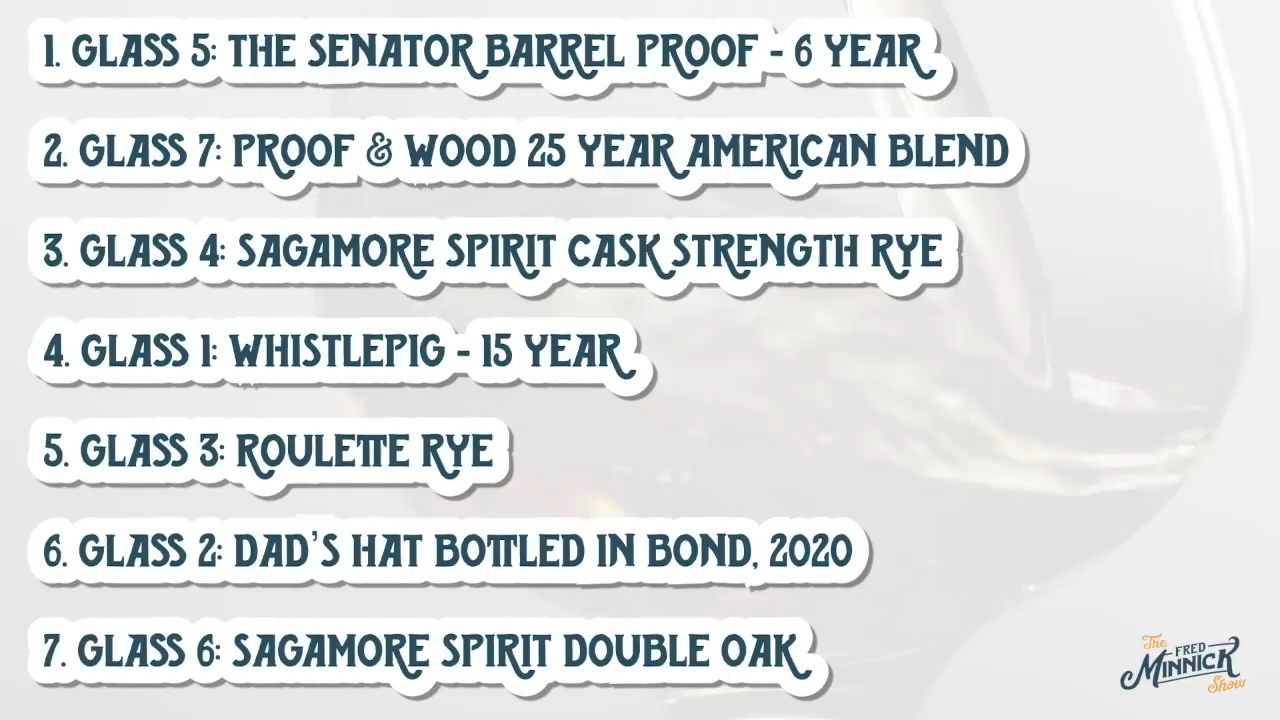 1. GLASS 5: THE SENATOR BARREL PROOF - 6 YEAR
2. GLASS 7: PROOF & WOOD 25 YEAR AMERICAN BLEND
3. GLASS 4: SAGAMORE SPIRIT CASK STRENGTH RYE
4. GLASS 1: WHISTLEPIG - 15 YEAR
5. GLASS 3: ROULETTE RYE
6. GLASS 2: DAD'S HAT BOTTLED IN BOND, 2020
7. GLASS 6: SAGAMORE SPIRIT DOUBLE OAK
The
FRED
MINNICK
Show